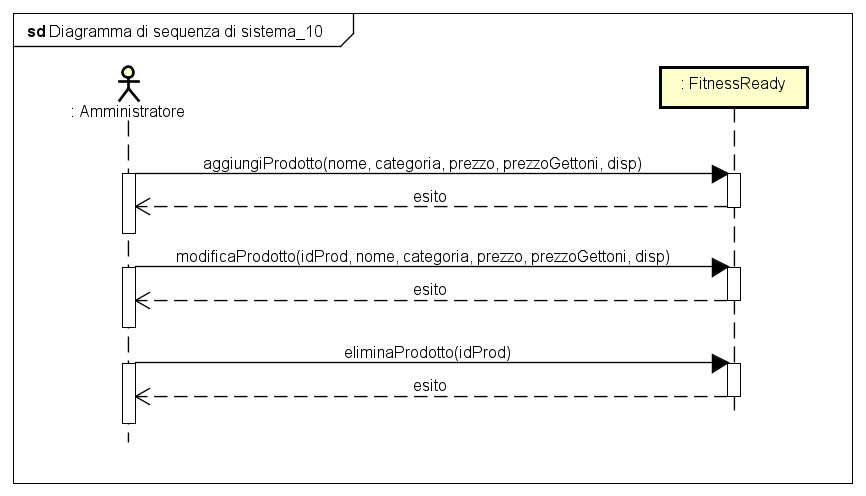 sd Diagramma di sequenza di sistema_10
: Amministratore
: FitnessReady
aggiungiProdotto(nome, categoria, prezzo, prezzoGettoni, disp)
esito
modificaProdotto(idProd, nome, categoria, prezzo, prezzoGettoni, disp)
esito
eliminaProdotto(idProd)
esito